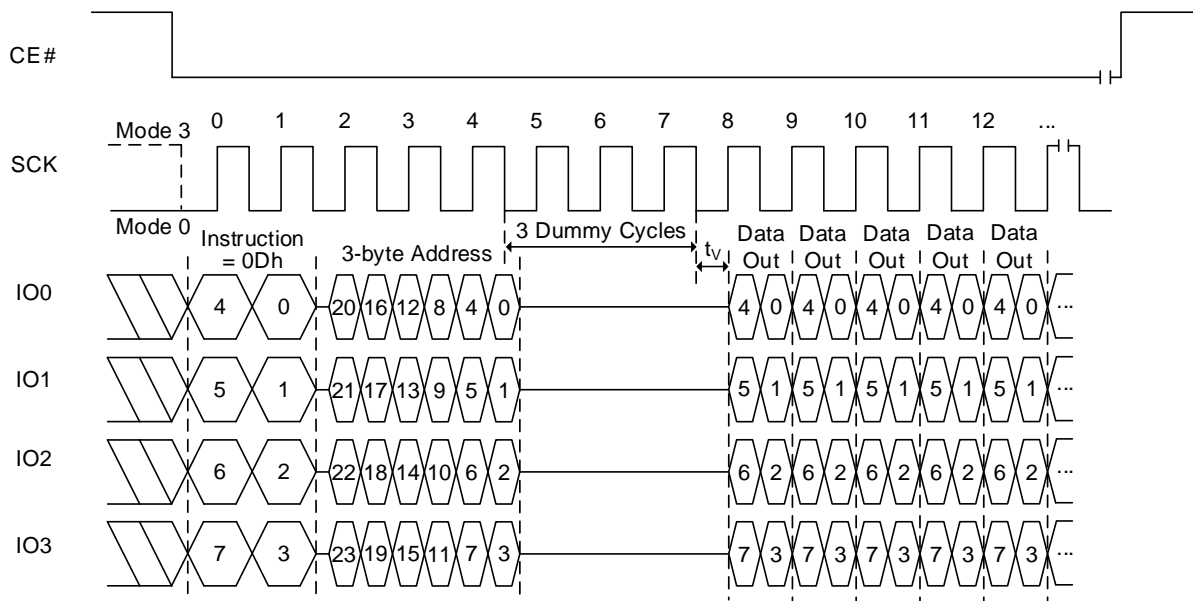 CE#
Mode 3 0 1 2 3 4 5 6 7 8 9 10 11 12 ...
SCK
Mode 0
Instruction
= 0Dh
3-byte Address
3 Dummy Cycles
tV
Data Out Data Out Data Out Data Out Data Out
IO0 4 0 20 16 12 8 4 0 4 0 4 0 4 0 4 0 4 0 ...
IO1 5 1 21 17 13 9 5 1 5 1 5 1 5 1 5 1 5 1 ...
IO2 6 2 22 18 14 10 6 2 6 2 6 2 6 2 6 2 6 2 ...
IO3 7 3 23 19 15 11 7 3 7 3 7 3 7 3 7 3 7 3 ...